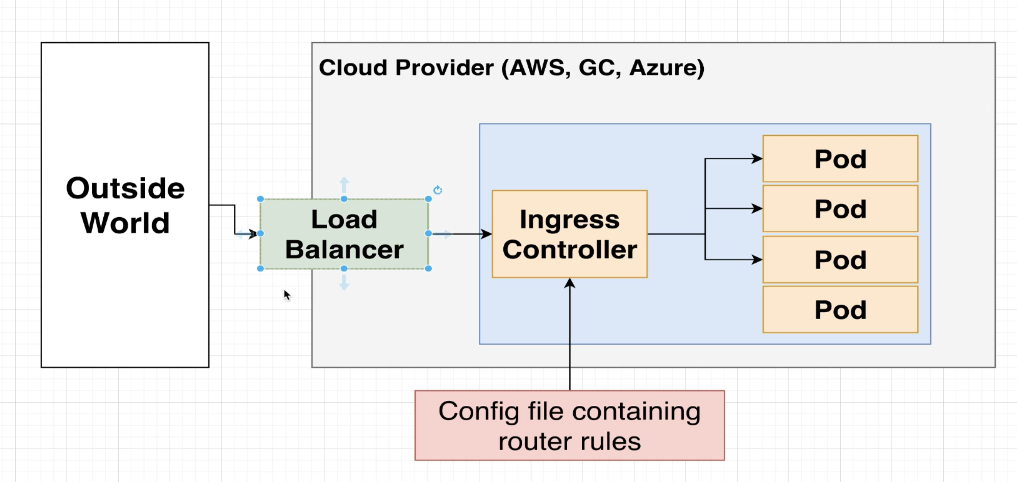 Cloud Provider (AWS, GC, Azure)
Outside
World
Load
Balancer
Ingress
Controller
Pod
Pod
Pod
Pod
Config file containing
router rules